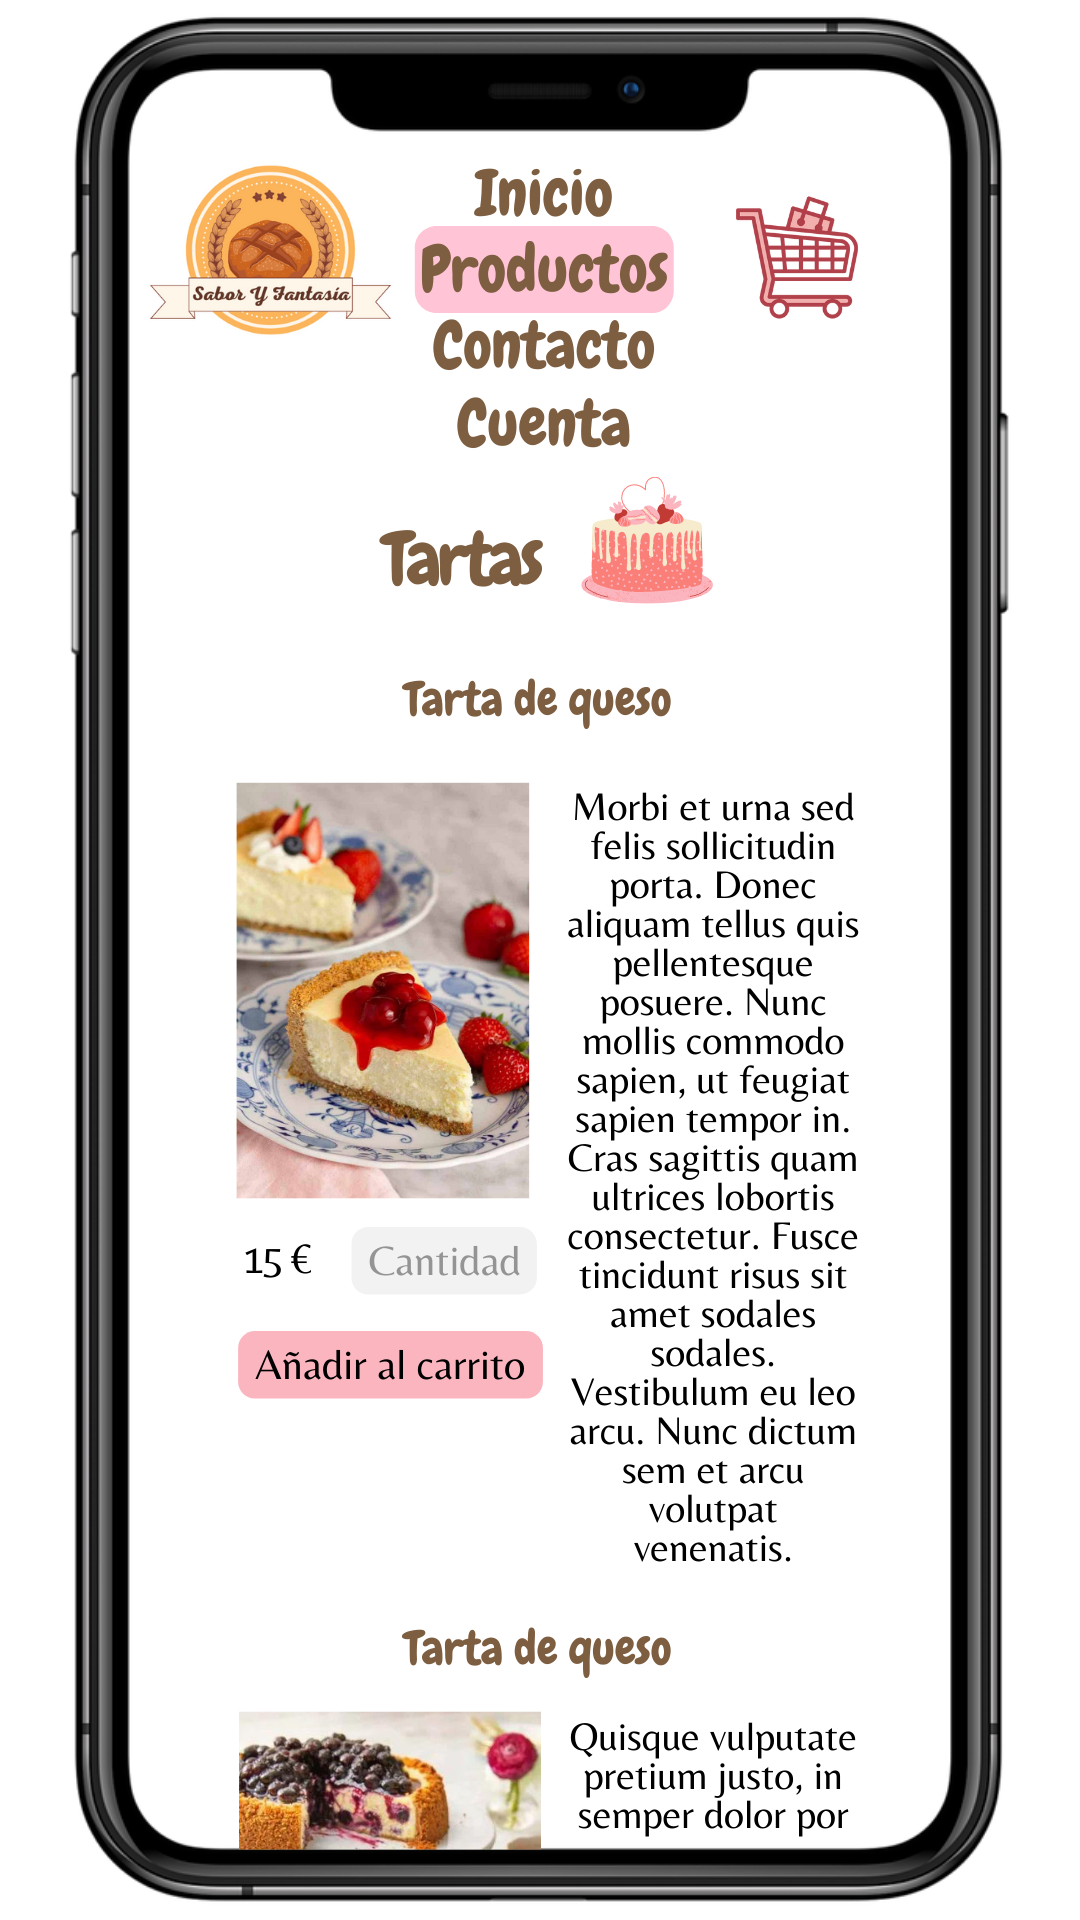 Sabor Y Fantasía
Inicio
Productos
Contacto
Cuenta
Tartas
Tarta de queso
Morbi et urna sed
felis sollicitudin
porta. Donec
aliquam tellus quis
pellentesque
posuere. Nunc
mollis commodo
sapien, ut feugiat
sapien tempor in.
Cras sagittis quam
ultrices lobortis
consectetur. Fusce
tincidunt risus sit
amet sodales
sodales.
Vestibulum eu leo
arcu. Nunc dictum
sem et arcu
volutpat
venenatis.
15 €
Cantidad
Añadir al carrito
Tarta de queso
Quisque vulputate
pretium justo, in
semper dolor por